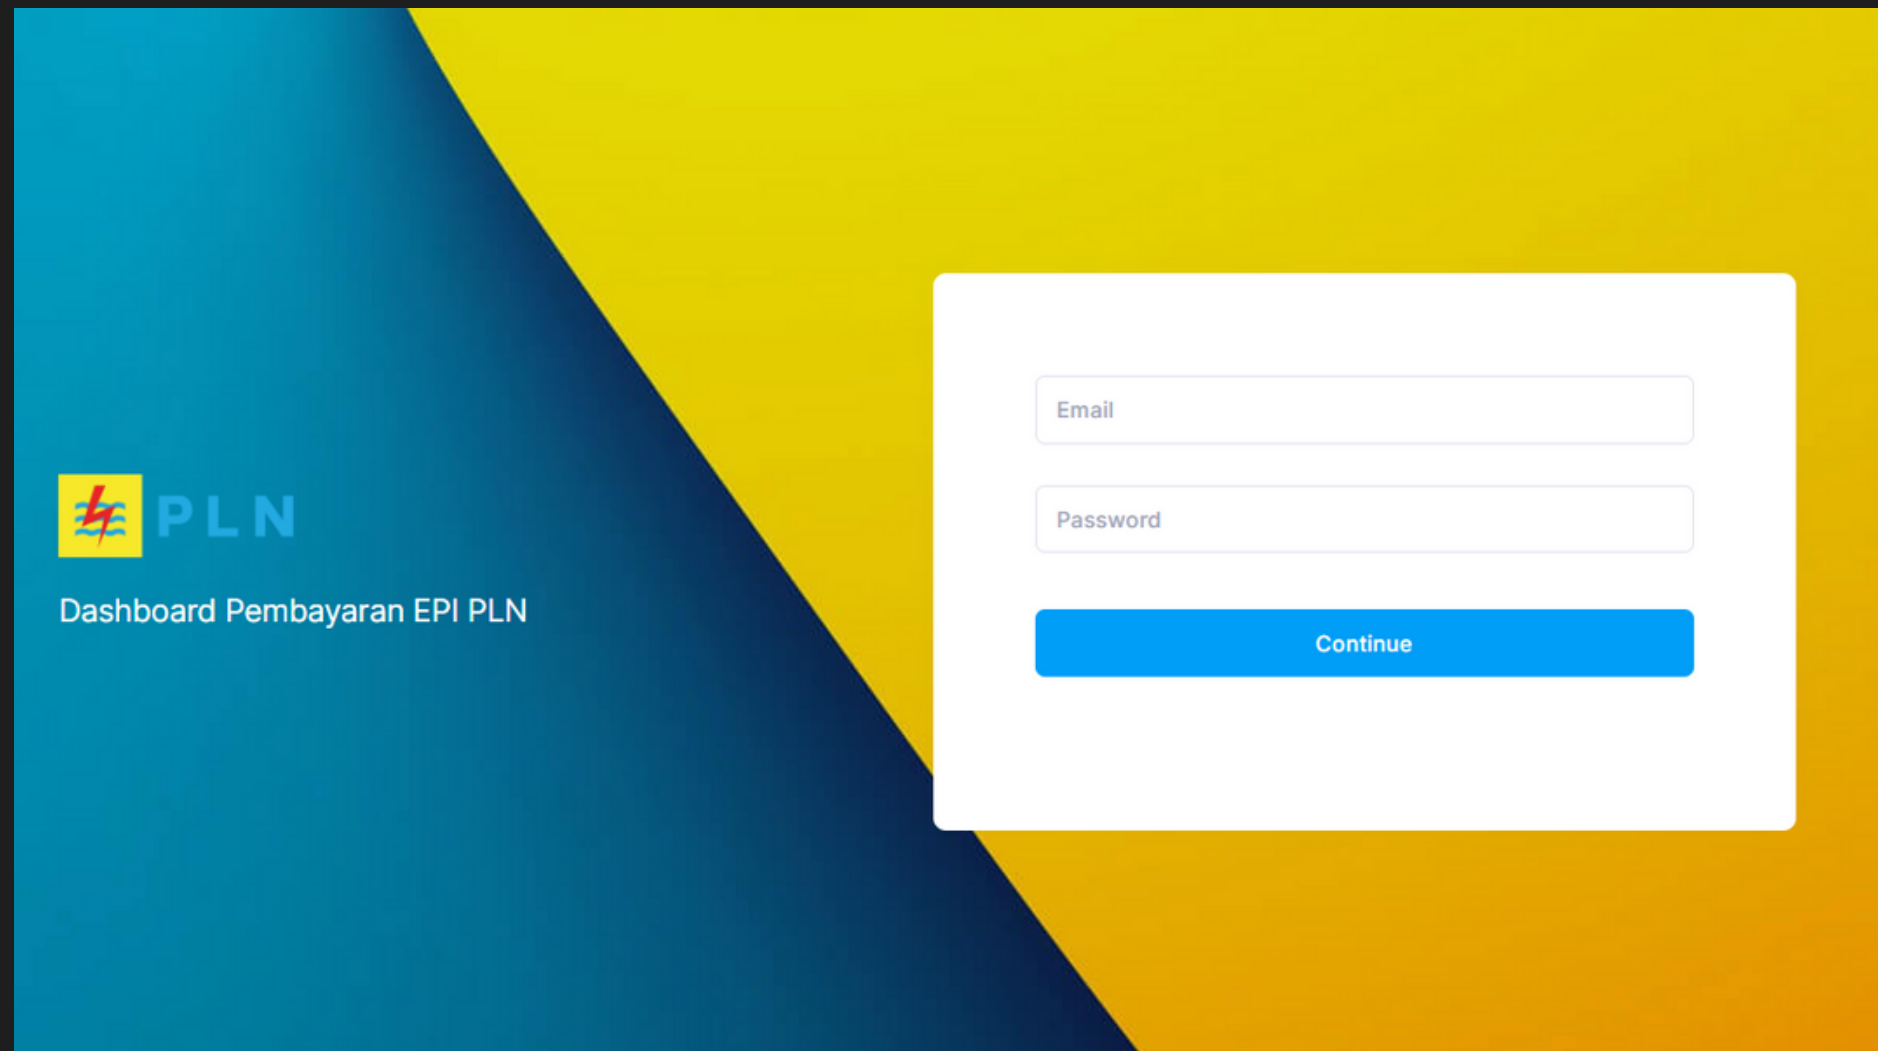 PLN
Dashboard Pembayaran EPI PLN
Email
Password
Continue